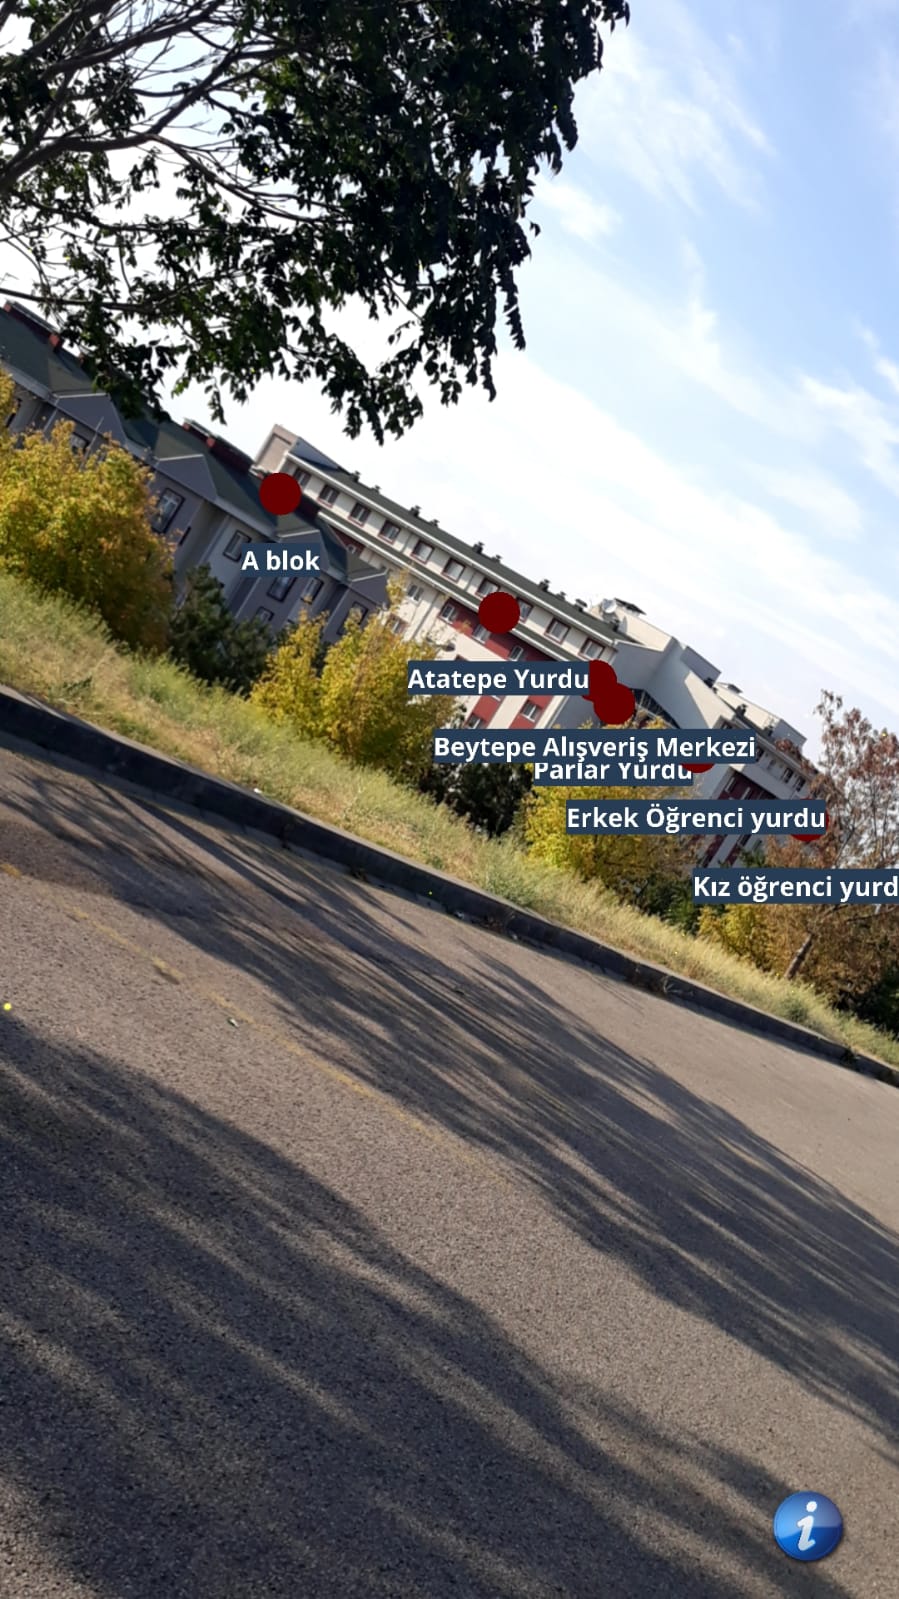 A blok
Atatepe Yurdu
Beytepe Alışveriş Merkezi
Parlar Yurdu
Erkek Öğrenci yurdu
Kız öğrenci yurd